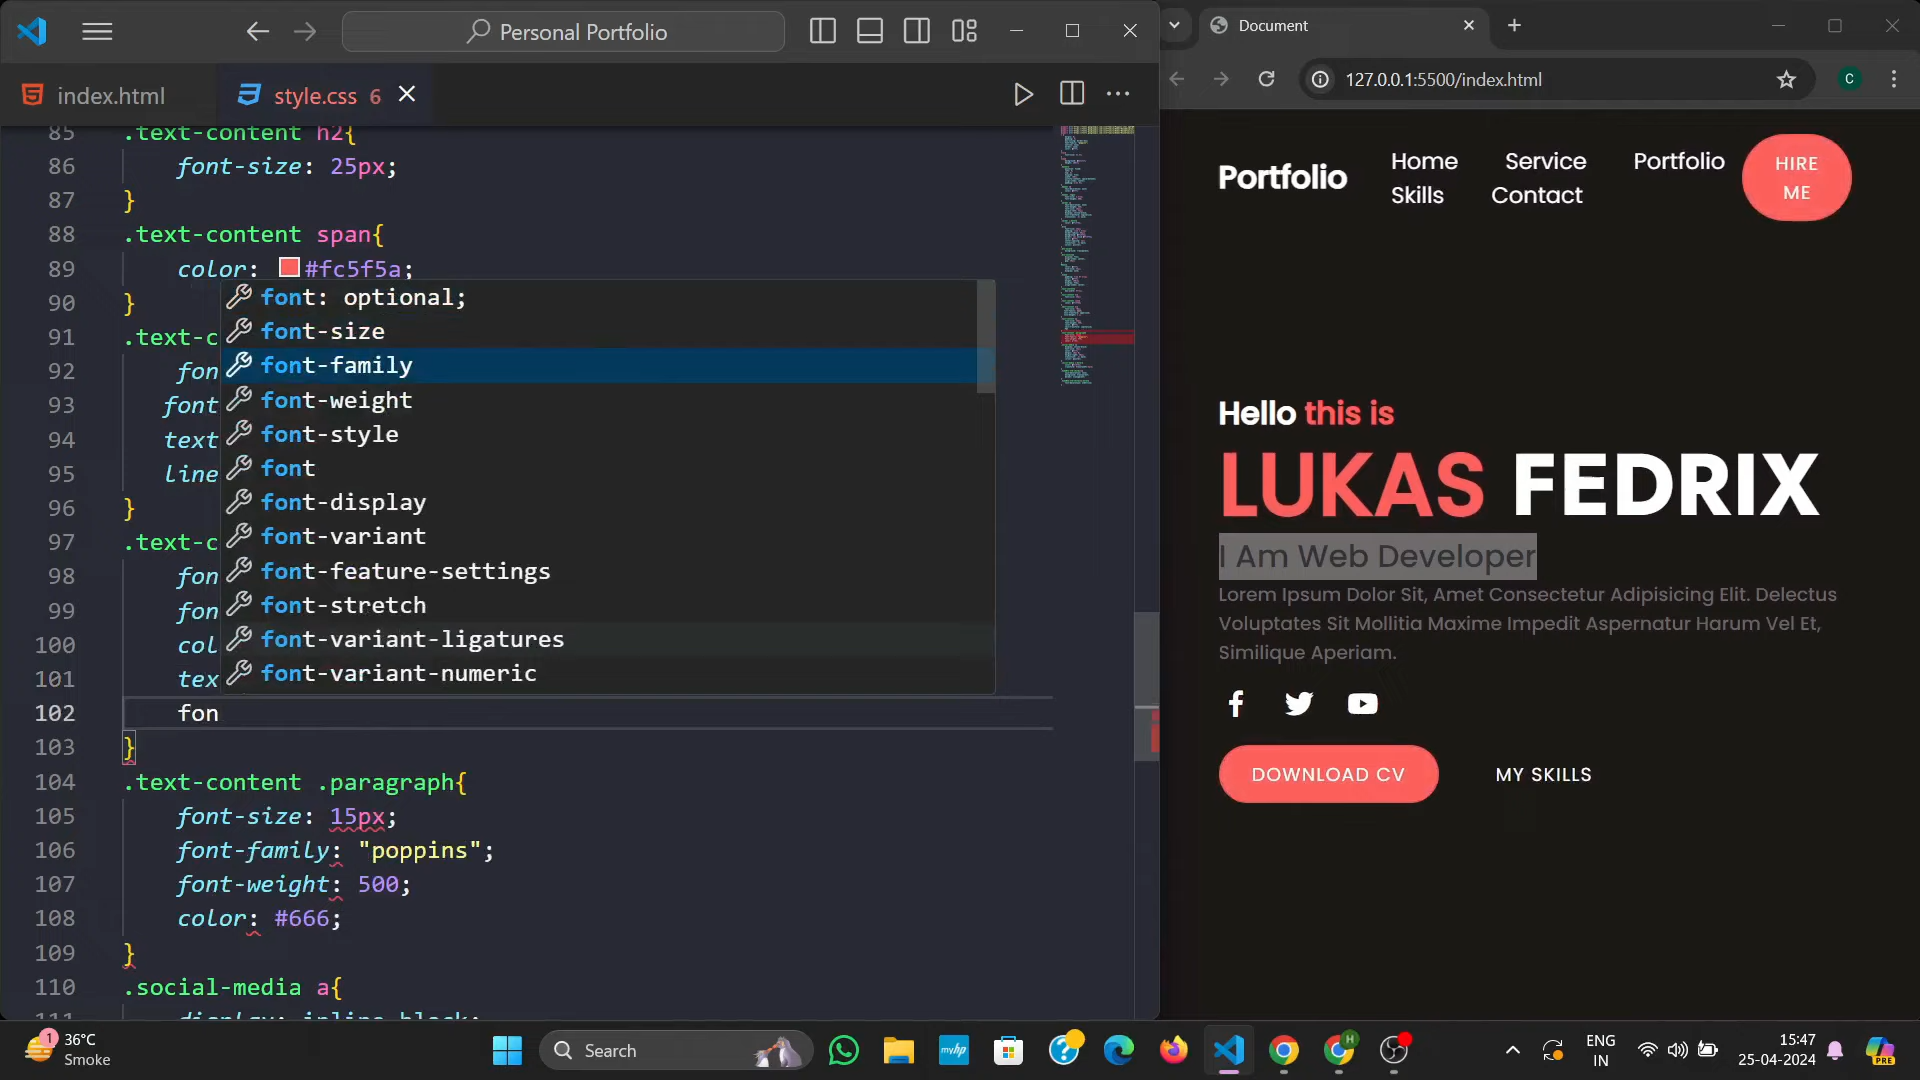 Personal Portfolio
index.html
style.css 6
85 .text-content h2{
86 font-size: 25px;
87 }
88 .text-content span{
89 color: #fc5f5a;
90 }
91 .text-c
92 fon
93 font
94 text
95 line
96 }
97 .text-c
98 fon
99 fon
100 col
101 tex
102 fon
103 }
104 .text-content .paragraph{
105 font-size: 15px;
106 font-family: "poppins";
107 font-weight: 500;
108 color: #666;
109 }
110 .social-media a{
111 display: inline-block;
font: optional;
font-size
font-family
font-weight
font-style
font
font-display
font-variant
font-feature-settings
font-stretch
font-variant-ligatures
font-variant-numeric
Document
127.0.0.1:5500/index.html
C
Portfolio
Home Service Portfolio
Skills Contact
HIRE
ME
Hello this is
LUKAS FEDRIX
I Am Web Developer
Lorem Ipsum Dolor Sit, Amet Consectetur Adipisicing Elit. Delectus
Voluptates Sit Mollitia Maxime Impedit Aspernatur Harum Vel Et,
Similique Aperiam.
DOWNLOAD CV
MY SKILLS
1
36°C
Smoke
Search
myhp
H
ENG
IN
15:47
25-04-2024
PRE